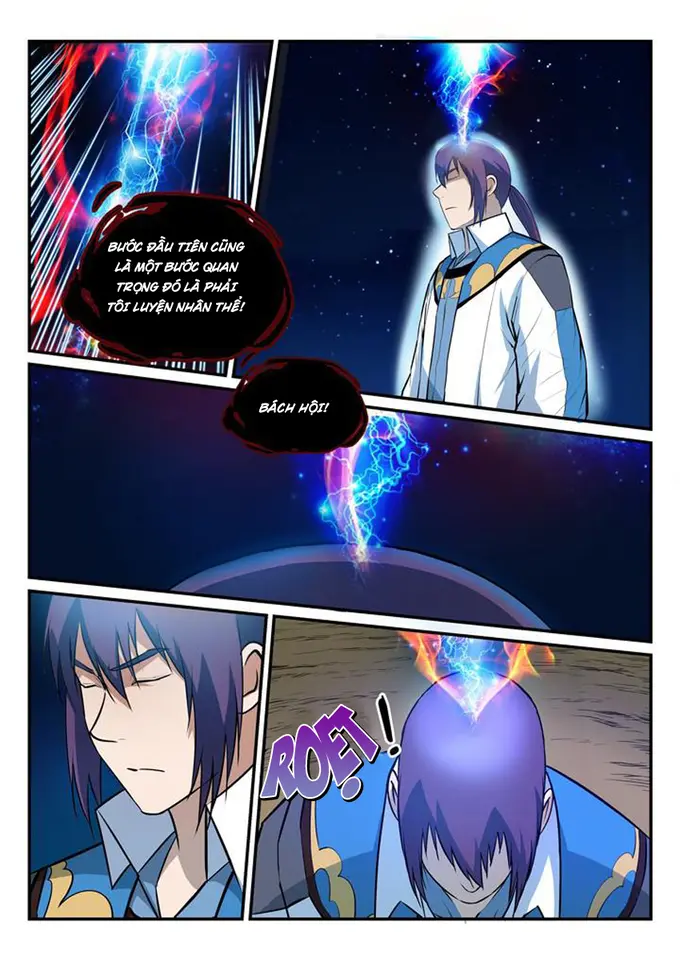 BƯỚC ĐẦU TIÊN CŨNG
LÀ MỘT BƯỚC QUAN
TRỌNG ĐÓ LÀ PHẢI
TÔI LUYỆN NHÂN THỂ!
BÁCH HỘI!
ROẸT!